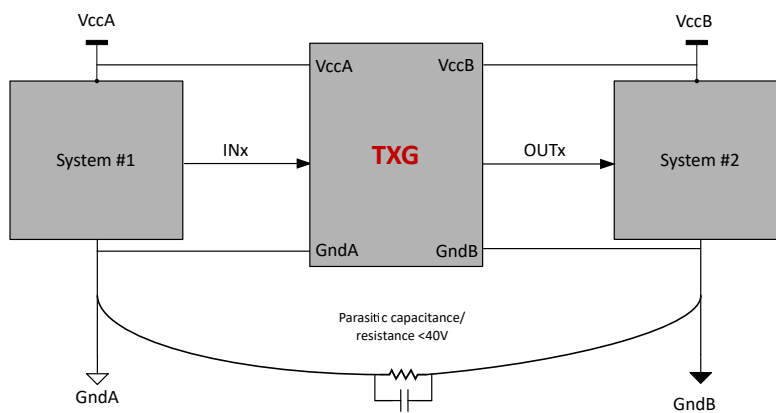 VccA
VccB
VccA
VccB
System #1
INx
TXG
OUTx
System #2
GndA
GndB
Parasitic capacitance/
resistance <40V
GndA
GndB